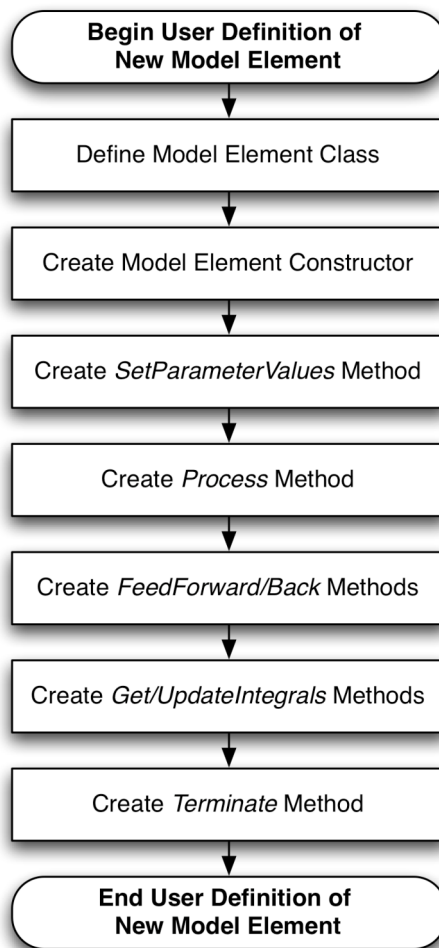 Begin User Definition of
New Model Element
Define Model Element Class
Create Model Element Constructor
Create SetParameterValues Method
Create Process Method
Create FeedForward/Back Methods
Create Get/UpdateIntegrals Methods
Create Terminate Method
End User Definition of
New Model Element